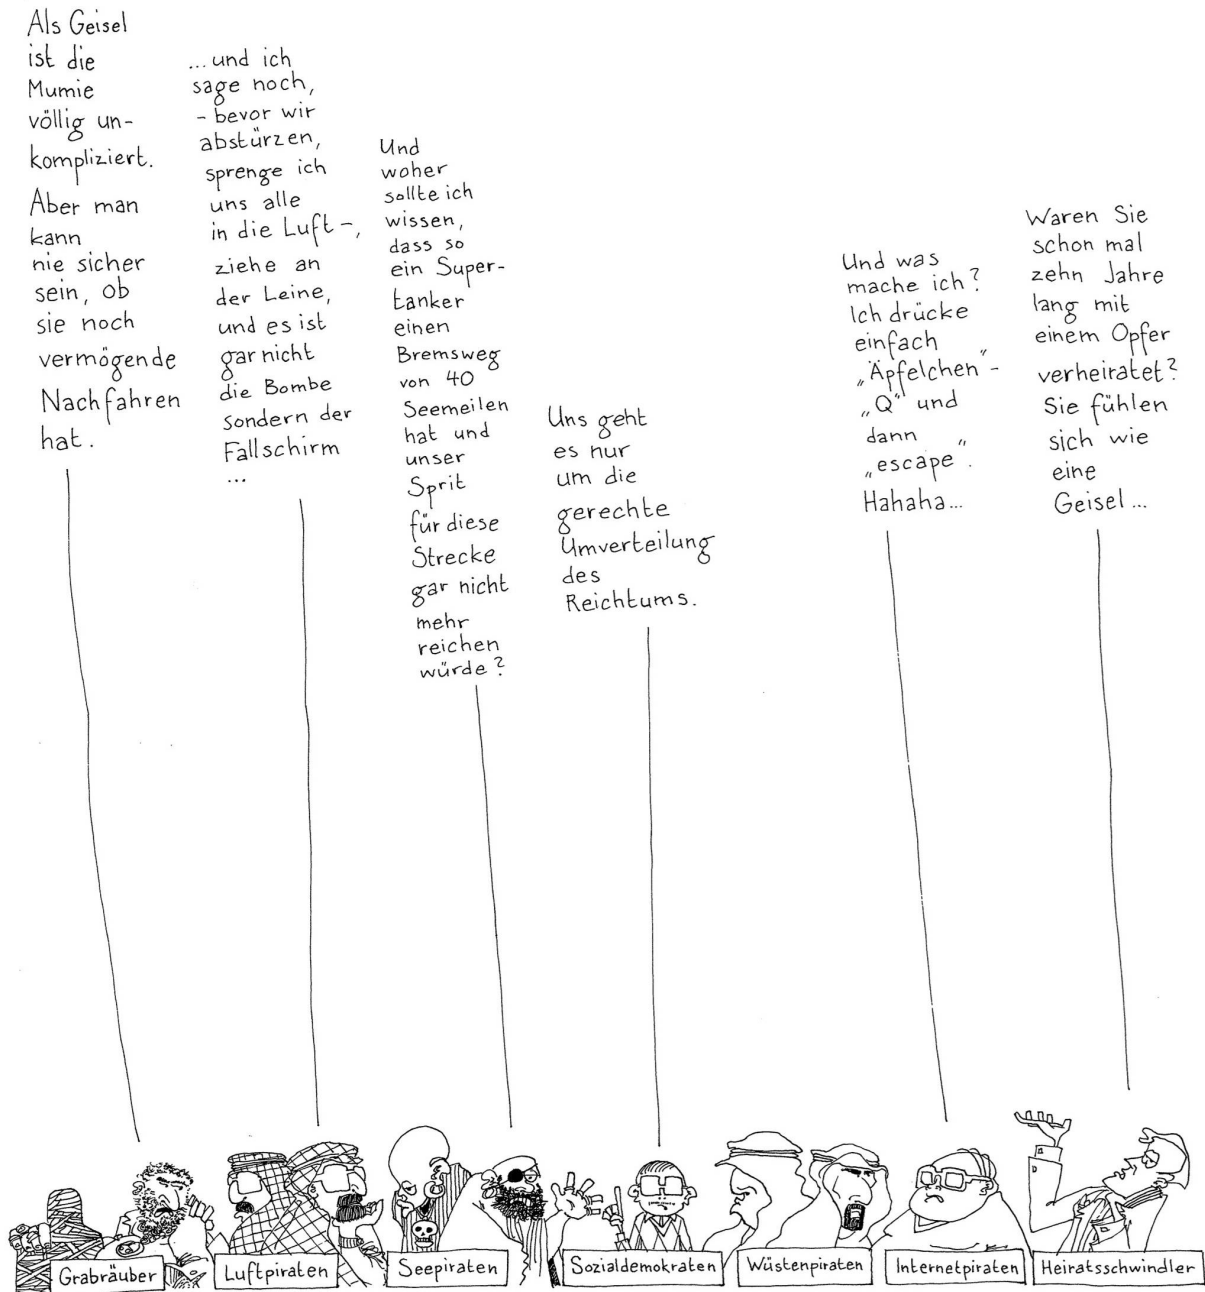 Als Geisel
ist die
Mumie
völlig un-
kompliziert.
Aber man
kann
nie sicher
sein, ob
sie noch
vermögende
Nachfahren
hat.
...und ich
sage noch,
- bevor wir
abstürzen,
sprenge ich
uns alle
in die Luft -,
ziehe an
der Leine,
und es ist
gar nicht
die Bombe
sondern der
Fallschirm
...
Und
woher
sollte ich
wissen,
dass so
ein Super-
tanker
einen
Bremsweg
von 40
Seemeilen
hat und
unser
Sprit
für diese
Strecke
gar nicht
mehr
reichen
würde?
Uns geht
es nur
um die
gerechte
Umverteilung
des
Reichtums.
Und was
mache ich?
Ich drücke
einfach
„Äpfelchen" -
„Q" und
dann
„escape".
Hahaha...
Waren Sie
schon mal
zehn Jahre
lang mit
einem Opfer
verheiratet?
Sie fühlen
sich wie
eine
Geisel...
Grabräuber
Luftpiraten
Seepiraten
Sozialdemokraten
Wüstenpiraten
Internetpiraten
Heiratsschwindler